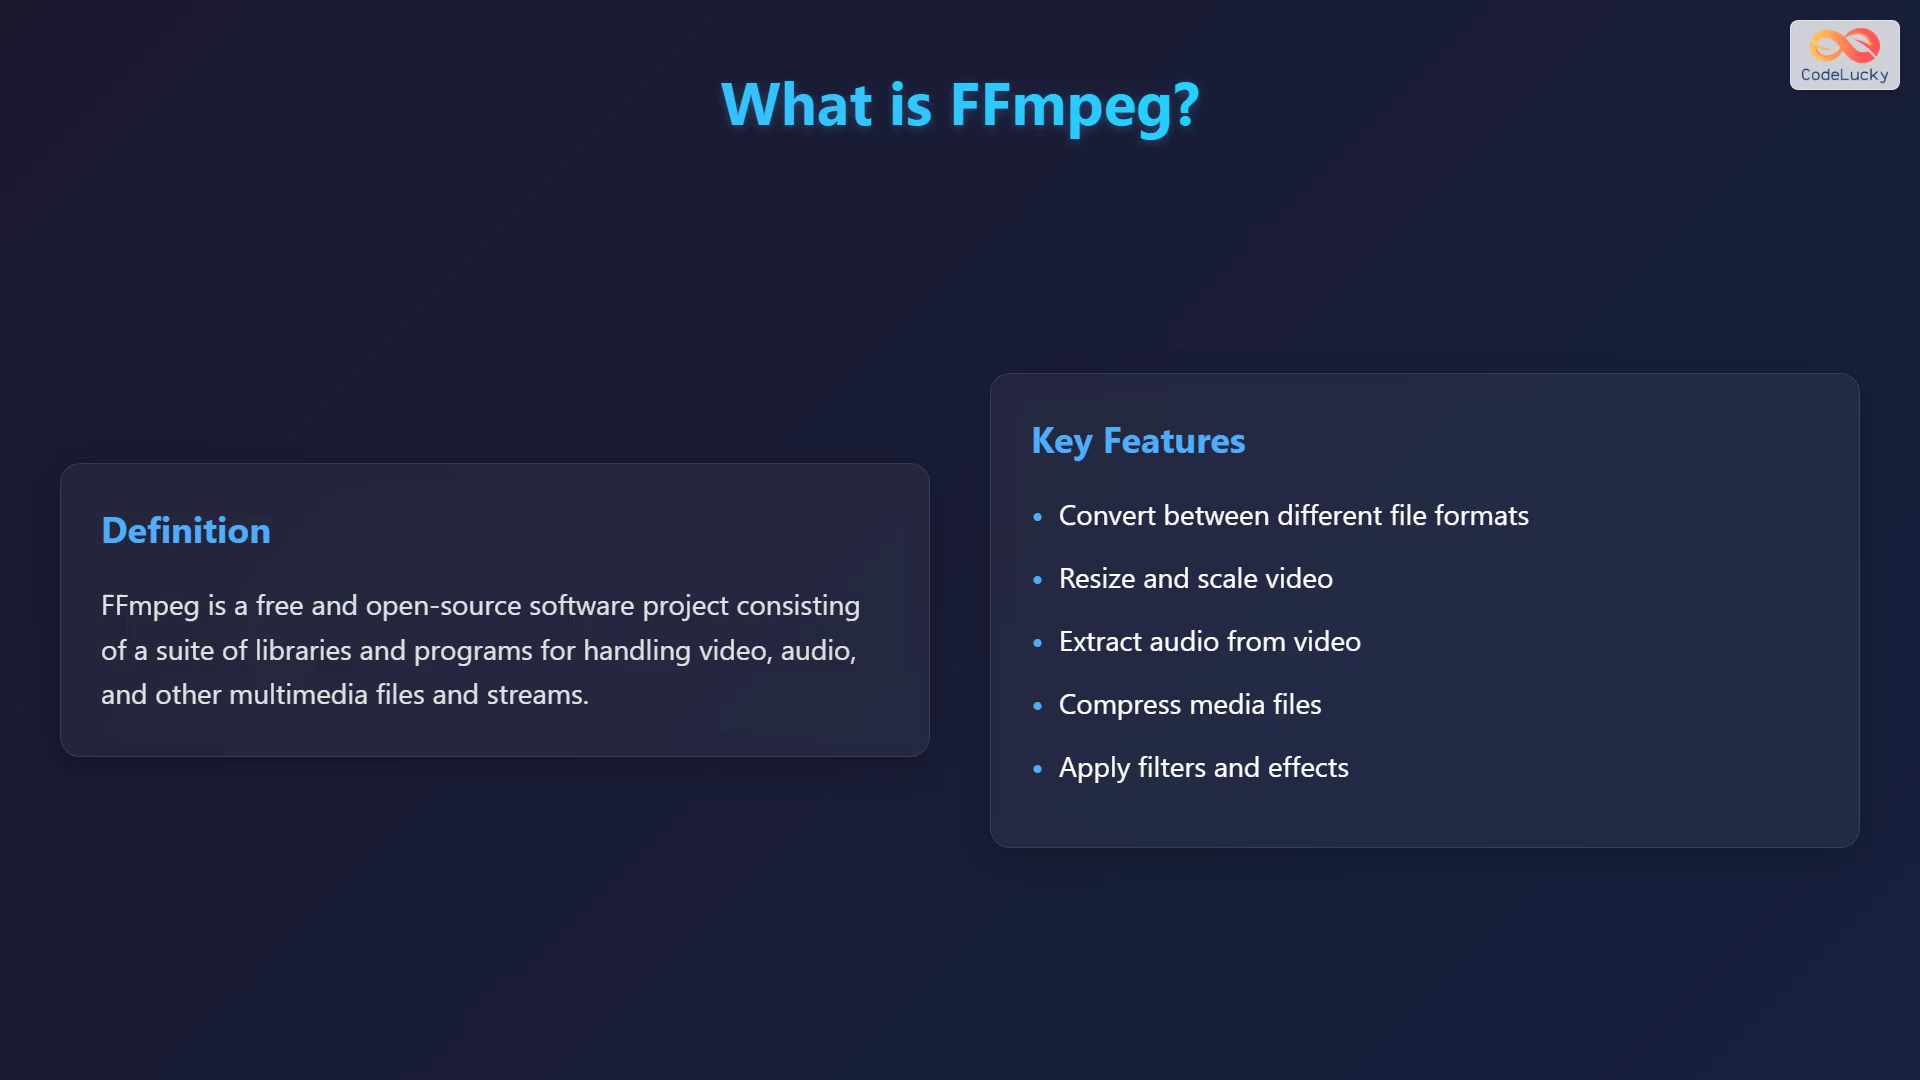 CodeLucky
What is FFmpeg?
Definition
FFmpeg is a free and open-source software project consisting
of a suite of libraries and programs for handling video, audio,
and other multimedia files and streams.
Key Features
• Convert between different file formats
• Resize and scale video
• Extract audio from video
• Compress media files
• Apply filters and effects